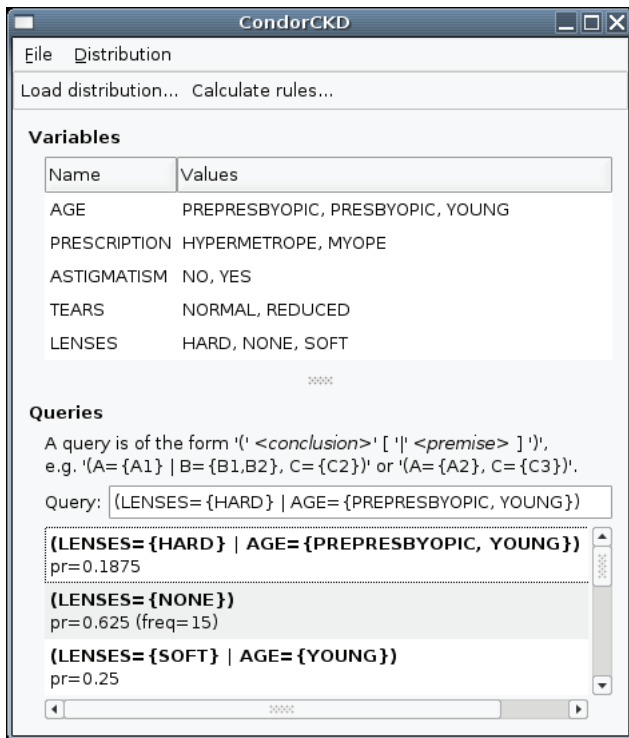 CondorCKD
File Distribution
Load distribution... Calculate rules...
Variables
Name Values
AGE PREPRESBYOPIC, PRESBYOPIC, YOUNG
PRESCRIPTION HYPERMETROPE, MYOPE
ASTIGMATISM NO, YES
TEARS NORMAL, REDUCED
LENSES HARD, NONE, SOFT
Queries
A query is of the form '(' <conclusion>' [ '|' <premise> ] ')',
e.g. '(A={A1} | B={B1,B2}, C={C2})' or '(A={A2}, C={C3})'.
Query: (LENSES={HARD} | AGE={PREPRESBYOPIC, YOUNG})
(LENSES={HARD} | AGE={PREPRESBYOPIC, YOUNG})
pr=0.1875
(LENSES={NONE})
pr=0.625 (freq=15)
(LENSES={SOFT} | AGE={YOUNG})
pr=0.25